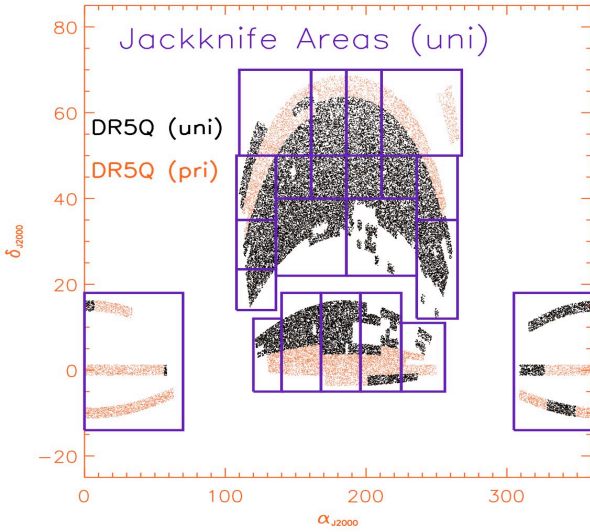 Jackknife Areas (uni)
DR5Q (uni)
DR5Q (pri)
80
60
40
20
0
−20
δJ2000
0
100
200
300
αJ2000